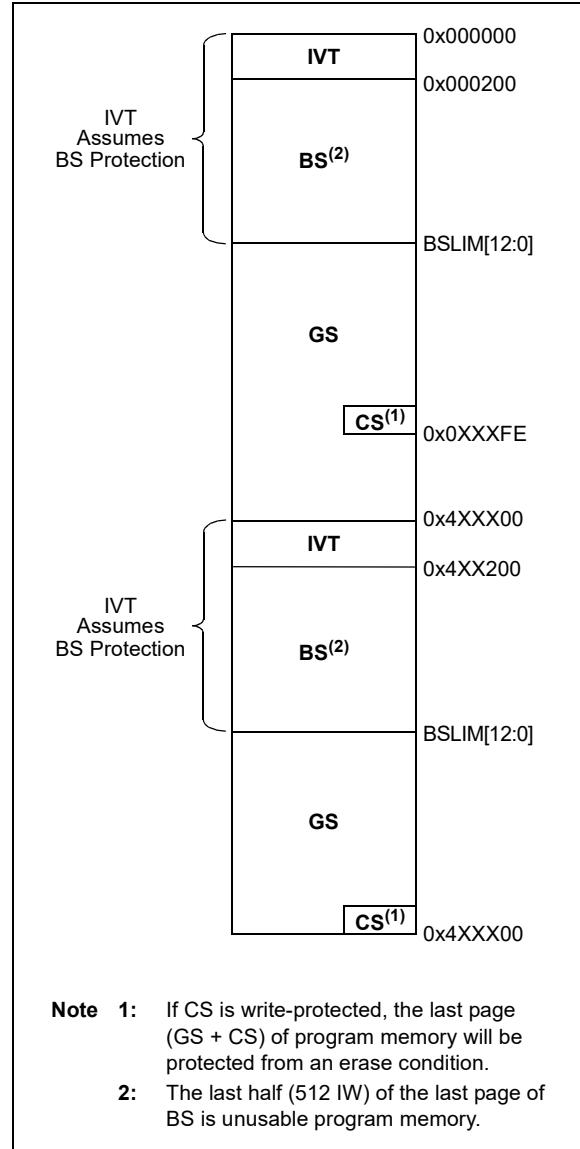 0x000000
IVT
0x000200
IVT
Assumes
BS Protection
BS(2)
BSLIM[12:0]
GS
CS(1)
0x0XXXFE
0x4XXX00
IVT
0x4XX200
IVT
Assumes
BS Protection
BS(2)
BSLIM[12:0]
GS
CS(1)
0x4XXX00
Note 1: If CS is write-protected, the last page
(GS + CS) of program memory will be
protected from an erase condition.
2: The last half (512 IW) of the last page of
BS is unusable program memory.